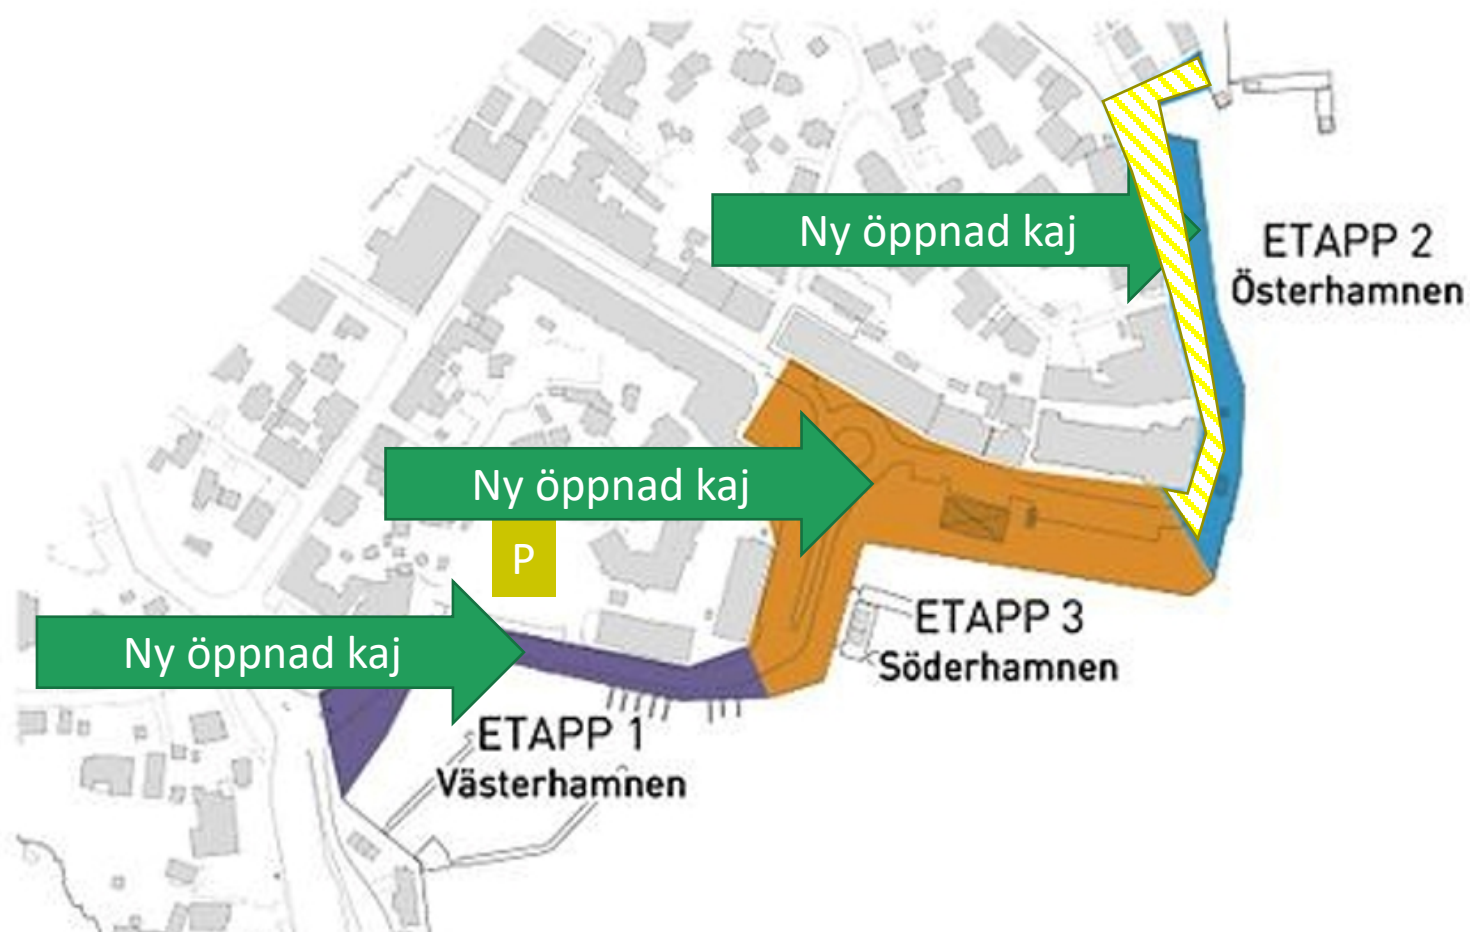 Ny öppnad kaj
ETAPP 2
Österhamnen
Ny öppnad kaj
P
ETAPP 3
Söderhamnen
Ny öppnad kaj
ETAPP 1
Västerhamnen